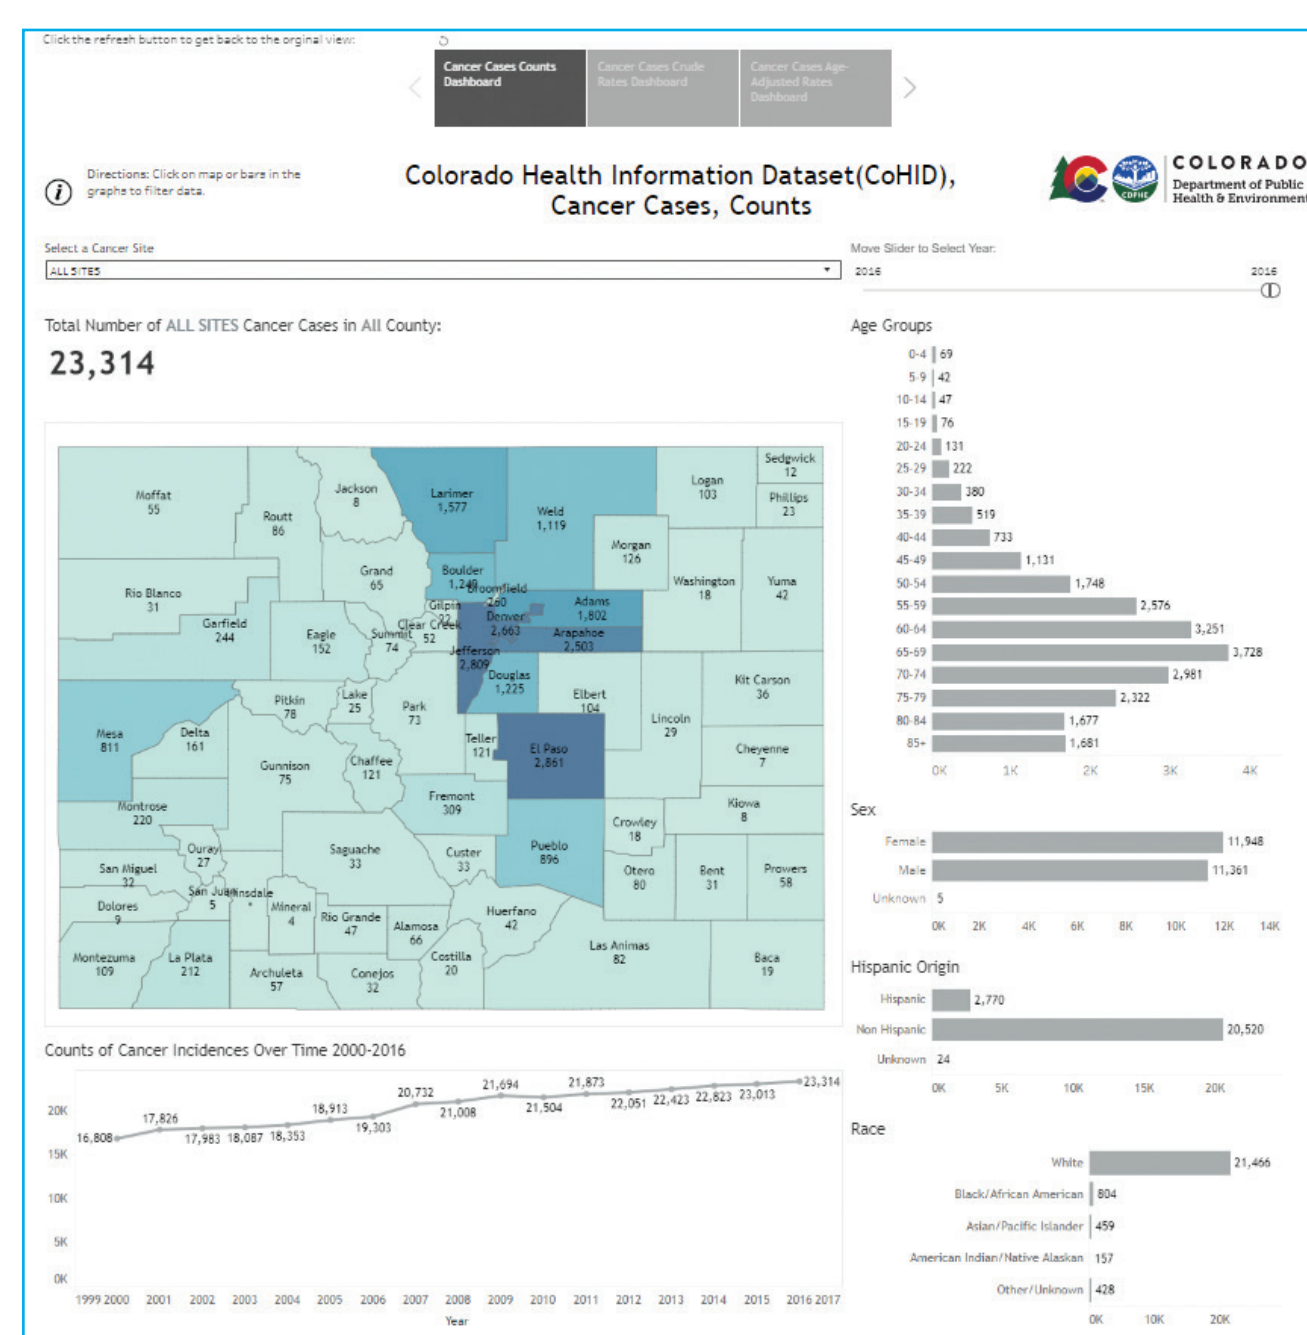 Click the refresh button to get back to the orginal view:
Cancer Cases Counts
Dashboard
Cancer Cases Crude
Rates Dashboard
Cancer Cases Age-
Adjusted Rates
Dashboard
i
Directions: Click on map or bars in the
graphs to filter data.
Colorado Health Information Dataset(CoHID),
Cancer Cases, Counts
CDPHE
COLORADO
Department of Public
Health & Environment
Select a Cancer Site
ALL SITES
Move Slider to Select Year:
2016
2016
Total Number of ALL SITES Cancer Cases in All County:
23,314
Moffat
55
Routt
86
Jackson
8
Larimer
1,577
Weld
1,119
Logan
103
Sedgwick
12
Phillips
23
Morgan
126
Washington
18
Yuma
42
Rio Blanco
31
Grand
65
Boulder
Broomfield
260
Gilpin
22
Garfield
244
Eagle
152
Summit
74
Clear Creek
52
Denver
2,663
Adams
1,802
Arapahoe
2,503
Jefferson
2,809
Douglas
1,225
Elbert
104
Kit Carson
36
Lincoln
29
Pitkin
78
Lake
25
Park
73
Mesa
811
Delta
161
Teller
121
El Paso
2,861
Cheyenne
7
Gunnison
75
Chaffee
121
Fremont
309
Kiowa
8
Montrose
220
Crowley
18
Ouray
27
Saguache
33
Custer
33
Pueblo
896
San Miguel
32
Otero
80
Bent
31
Prowers
58
San Juan
5
Hinsdale
*
Dolores
9
Mineral
4
Rio Grande
47
Alamosa
66
Huerfano
42
Montezuma
109
La Plata
212
Archuleta
57
Conejos
32
Costilla
20
Las Animas
82
Baca
19
Counts of Cancer Incidences Over Time 2000-2016
20K
15K
10K
5K
0K
16,808
17,826
17,983
18,087
18,353
18,913
19,303
20,732
21,008
21,694
21,504
21,873
22,051
22,423
22,823
23,013
23,314
1999 2000 2001 2002 2003 2004 2005 2006 2007 2008 2009 2010 2011 2012 2013 2014 2015 2016 2017
Year
Age Groups
0-4 69
5-9 42
10-14 47
15-19 76
20-24 131
25-29 222
30-34 380
35-39 519
40-44 733
45-49 1,131
50-54 1,748
55-59 2,576
60-64 3,251
65-69 3,728
70-74 2,981
75-79 2,322
80-84 1,677
85+ 1,681
0K 1K 2K 3K 4K
Sex
Female 11,948
Male 11,361
Unknown 5
0K 2K 4K 6K 8K 10K 12K 14K
Hispanic Origin
Hispanic 2,770
Non Hispanic 20,520
Unknown 24
0K 5K 10K 15K 20K
Race
White 21,466
Black/African American 804
Asian/Pacific Islander 459
American Indian/Native Alaskan 157
Other/Unknown 428
0K 10K 20K